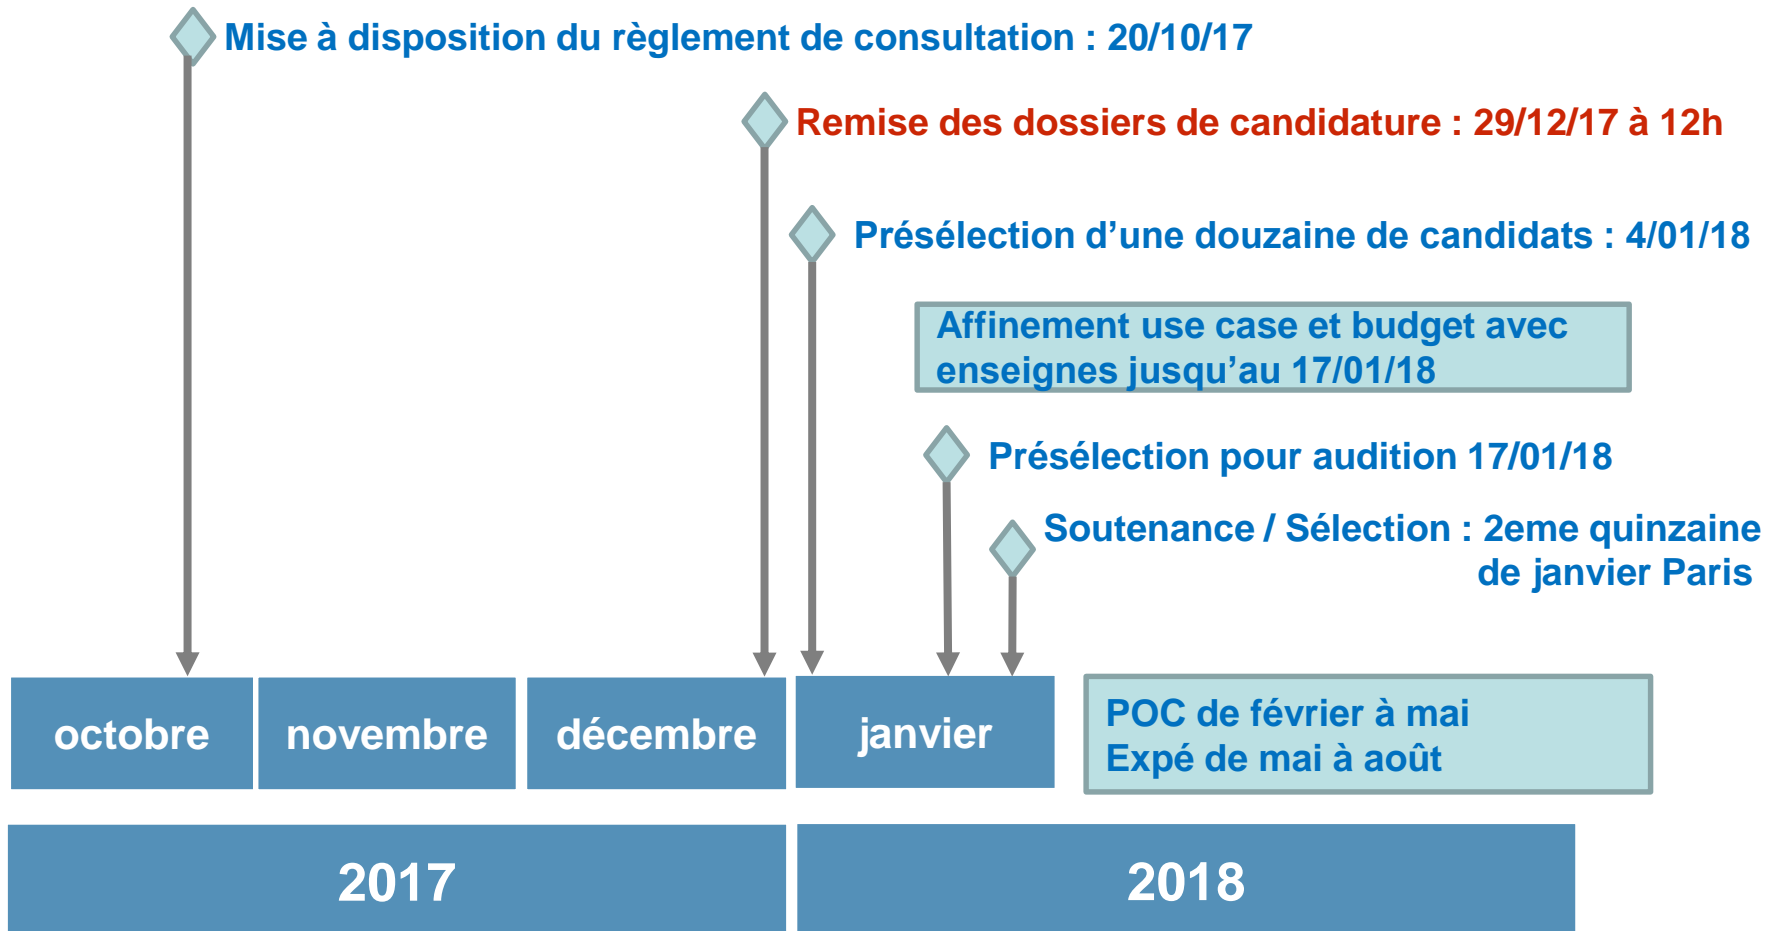 Mise à disposition du règlement de consultation : 20/10/17
Remise des dossiers de candidature : 29/12/17 à 12h
Présélection d’une douzaine de candidats : 4/01/18
Affinement use case et budget avec
enseignes jusqu’au 17/01/18
Présélection pour audition 17/01/18
Soutenance / Sélection : 2eme quinzaine
de janvier Paris
octobre
novembre
décembre
janvier
POC de février à mai
Expé de mai à août
2017
2018